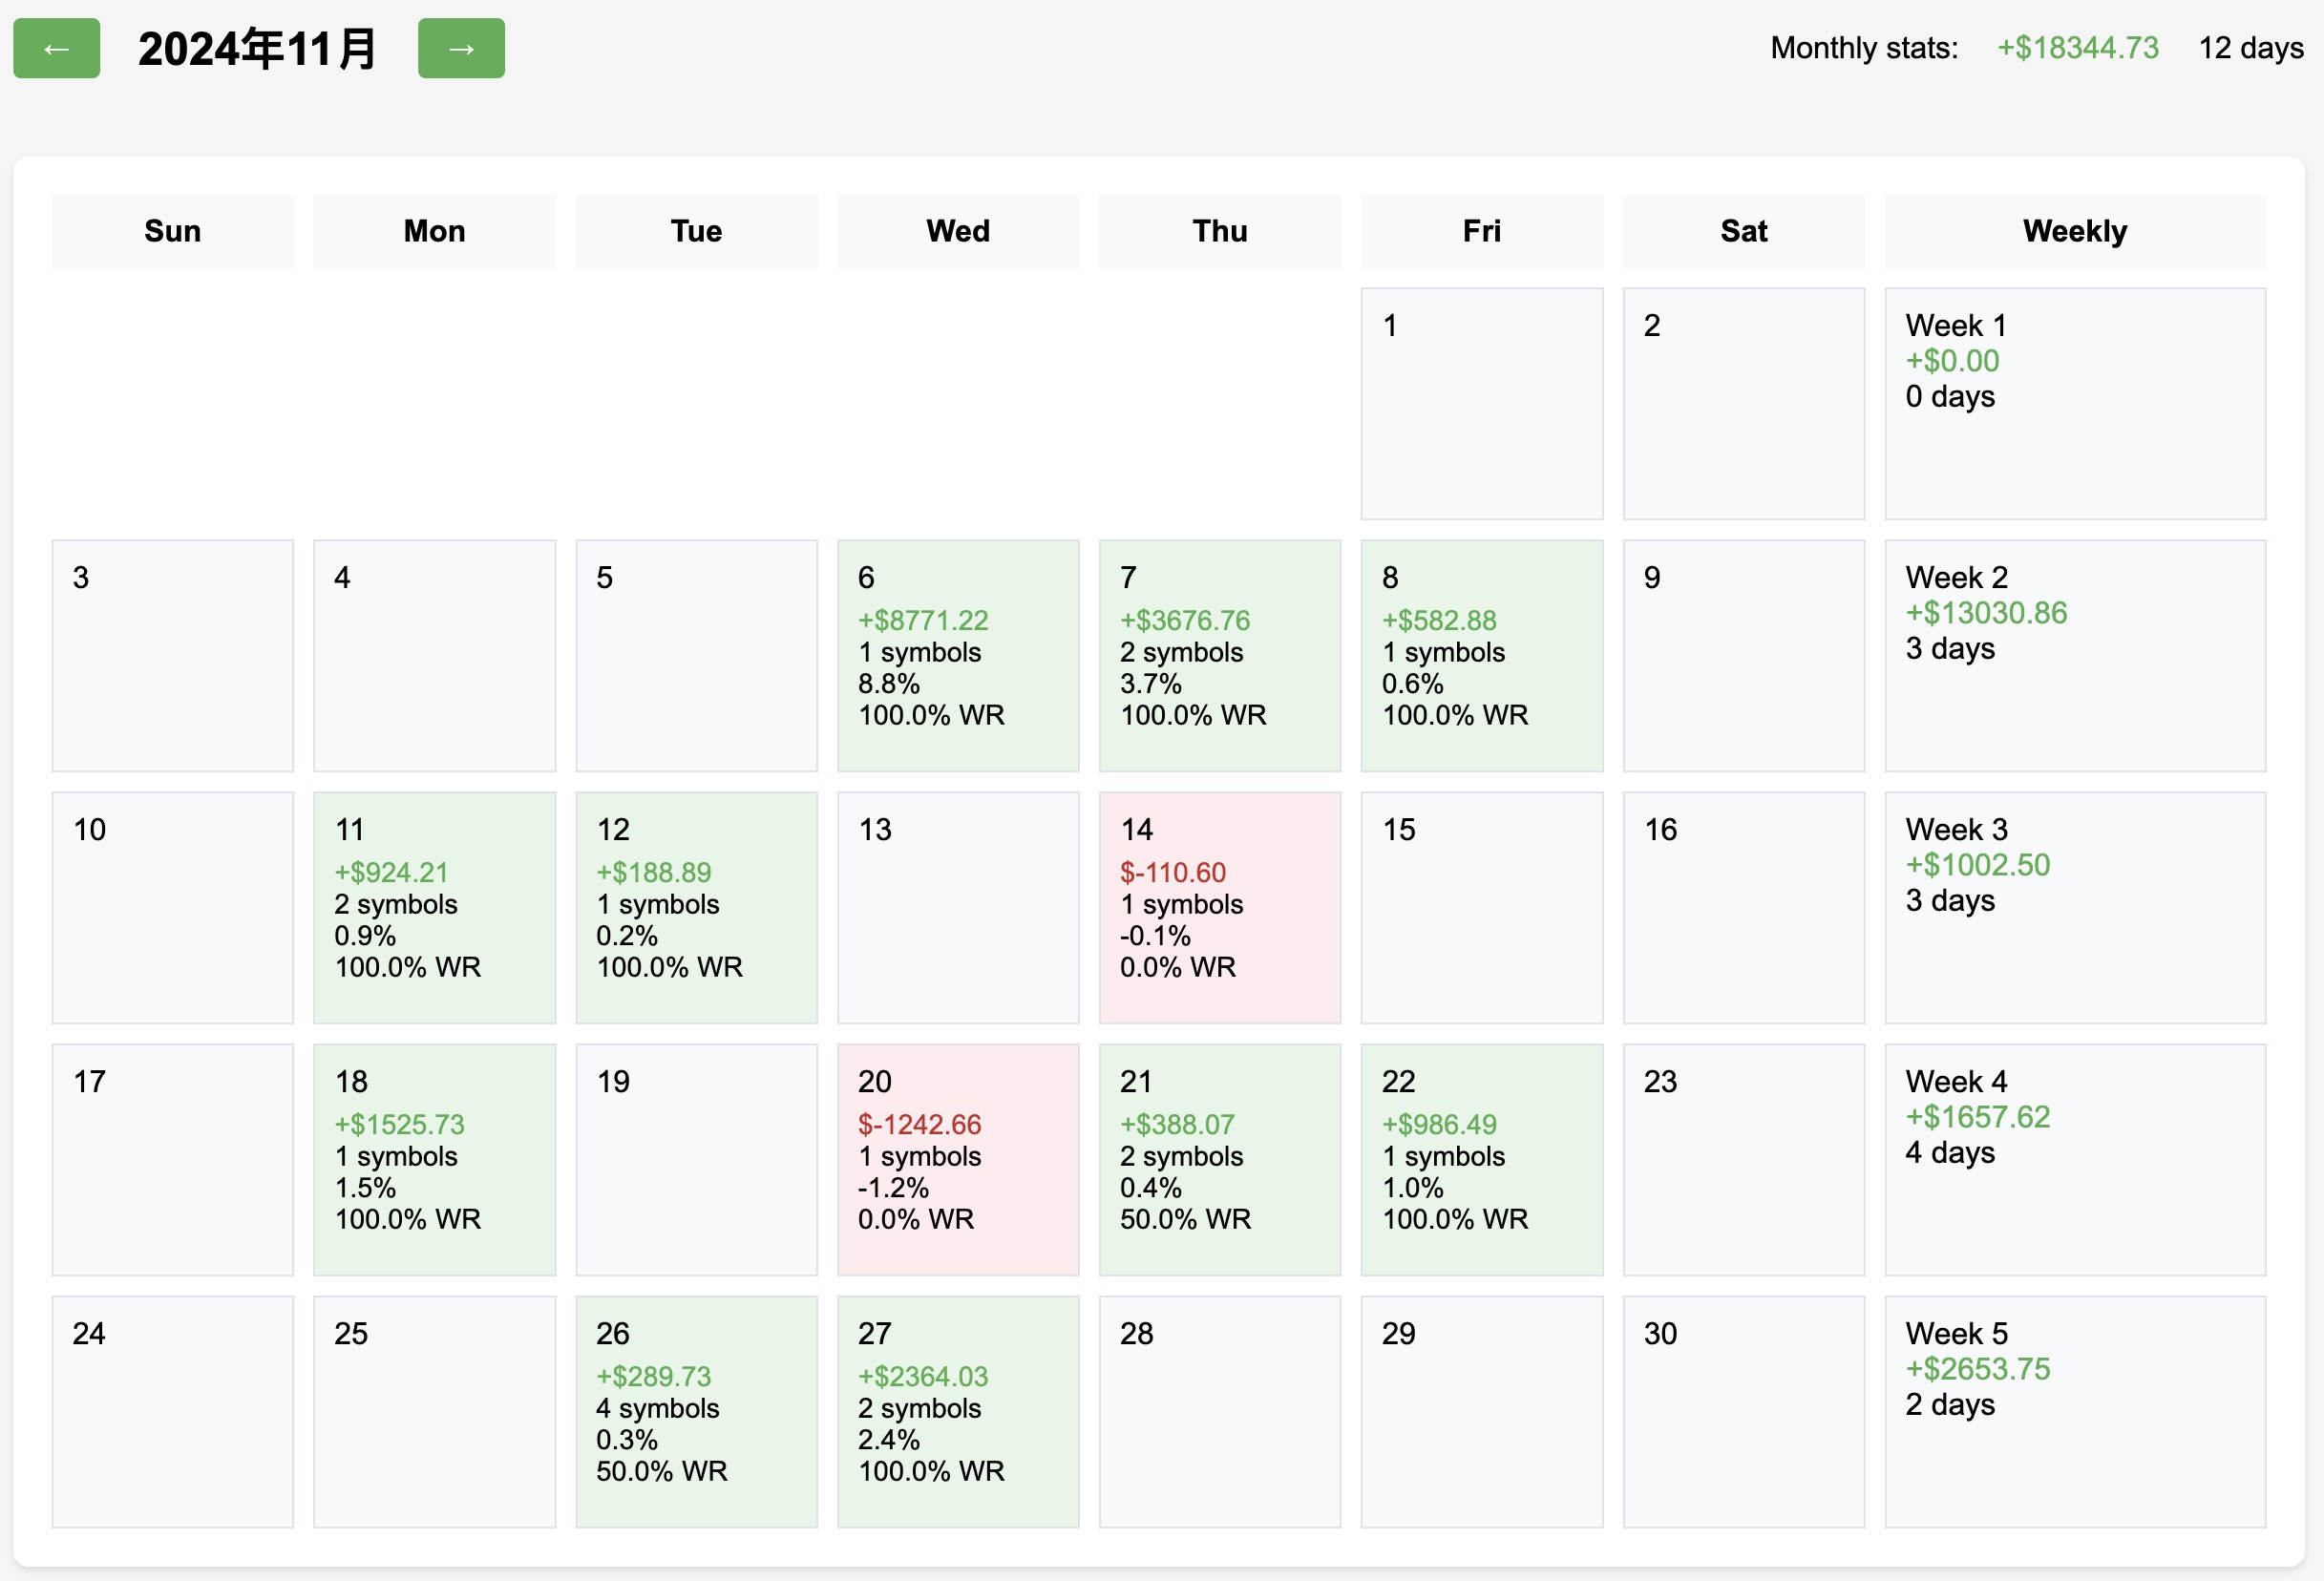 ←
2024年11月
→
Monthly stats: +$18344.73 12 days
Sun Mon Tue Wed Thu Fri Sat Weekly
1
2
Week 1
+$0.00
0 days
3
4
5
6
+$8771.22
1 symbols
8.8%
100.0% WR
7
+$3676.76
2 symbols
3.7%
100.0% WR
8
+$582.88
1 symbols
0.6%
100.0% WR
9
Week 2
+$13030.86
3 days
10
11
+$924.21
2 symbols
0.9%
100.0% WR
12
+$188.89
1 symbols
0.2%
100.0% WR
13
14
$-110.60
1 symbols
-0.1%
0.0% WR
15
16
Week 3
+$1002.50
3 days
17
18
+$1525.73
1 symbols
1.5%
100.0% WR
19
20
$-1242.66
1 symbols
-1.2%
0.0% WR
21
+$388.07
2 symbols
0.4%
50.0% WR
22
+$986.49
1 symbols
1.0%
100.0% WR
23
Week 4
+$1657.62
4 days
24
25
26
+$289.73
4 symbols
0.3%
50.0% WR
27
+$2364.03
2 symbols
2.4%
100.0% WR
28
29
30
Week 5
+$2653.75
2 days